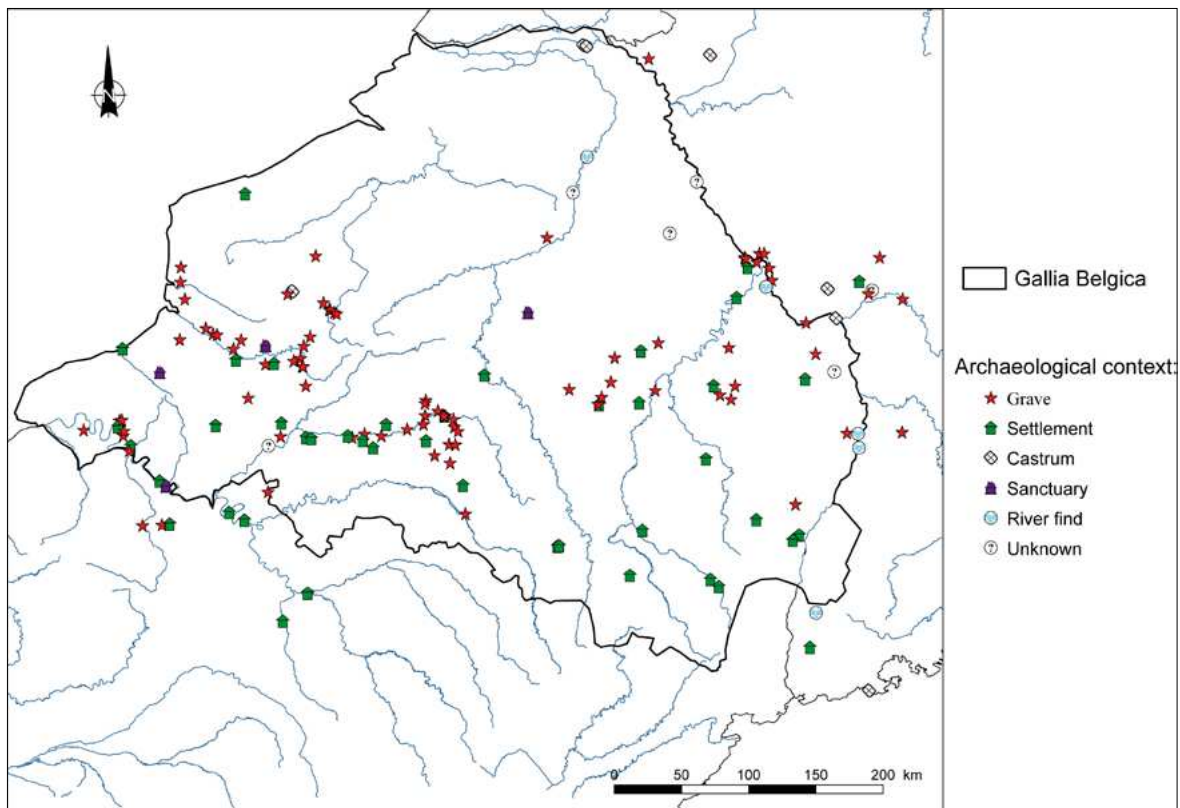 N
Gallia Belgica
Archaeological context:
Grave
Settlement
Castrum
Sanctuary
River find
? Unknown
0 50 100 150 200 km